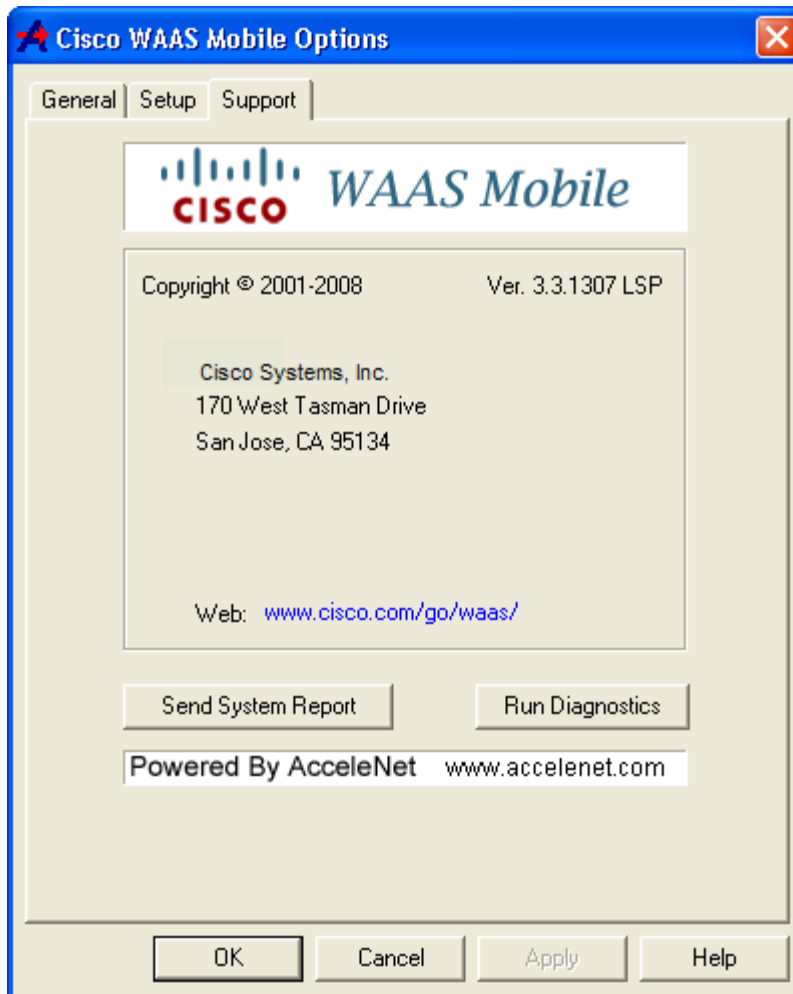 Cisco WAAS Mobile Options
General Setup Support
CISCO WAAS Mobile
Copyright © 2001-2008 Ver. 3.3.1307 LSP
Cisco Systems, Inc.
170 West Tasman Drive
San Jose, CA 95134
Web: www.cisco.com/go/waas/
Send System Report Run Diagnostics
Powered By AcceleNet www.accelenet.com
OK Cancel Apply Help